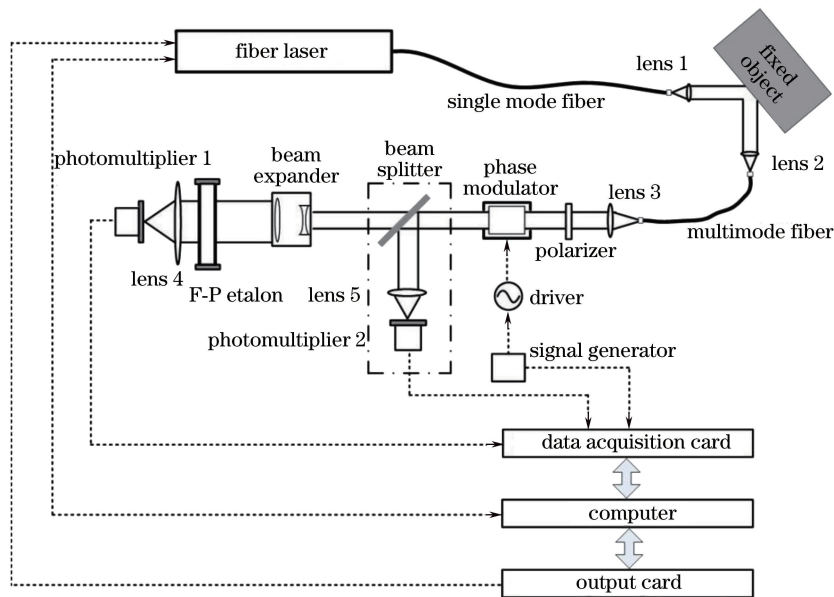 fiber laser
fixed
object
lens 1
single mode fiber
lens 2
photomultiplier 1
beam
expander
beam
splitter
phase
modulator
lens 3
multimode fiber
polarizer
lens 4
F-P etalon
lens 5
driver
photomultiplier 2
signal generator
data acquisition card
computer
output card